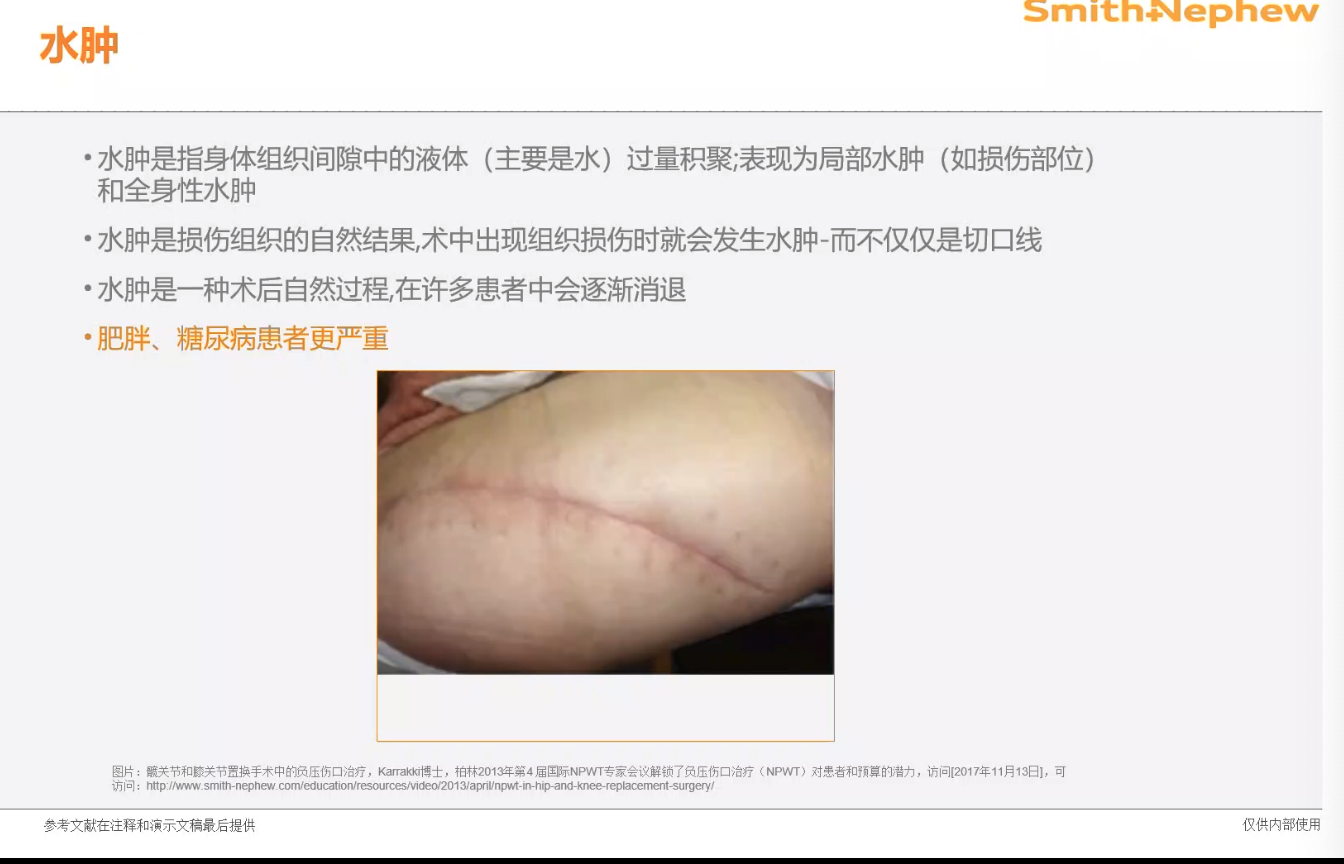 Smith+Nephew
水肿
•水肿是指身体组织间隙中的液体（主要是水）过量积聚;表现为局部水肿（如损伤部位）
和全身性水肿
•水肿是损伤组织的自然结果,术中出现组织损伤时就会发生水肿-而不仅仅是切口线
•水肿是一种术后自然过程,在许多患者中会逐渐消退
•肥胖、糖尿病患者更严重
图片：髋关节和膝关节置换手术中的负压伤口治疗，Karrakki博士，柏林2013年第4 届国际NPWT专家会议解锁了负压伤口治疗（NPWT）对患者和预算的潜力，访问[2017年11月13日]，可
访问：http://www.smith-nephew.com/education/resources/video/2013/april/npwt-in-hip-and-knee-replacement-surgery/
参考文献在注释和演示文稿最后提供
仅供内部使用